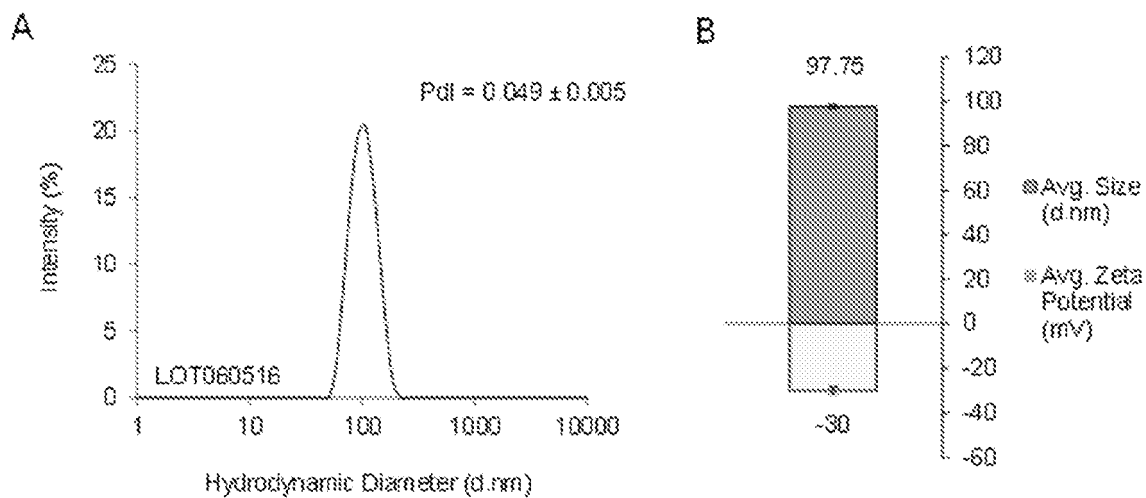 A
25
20
15
10
5
0
Intensity (%)
PdI = 0.049 ± 0.005
LOT060516
1
10
100
1000
10000
Hydrodynamic Diameter (d.nm)
B
97.75
~30
120
100
80
60
40
20
0
-20
-40
-60
Avg. Size
(d.nm)
Avg. Zeta
Potential
(mV)